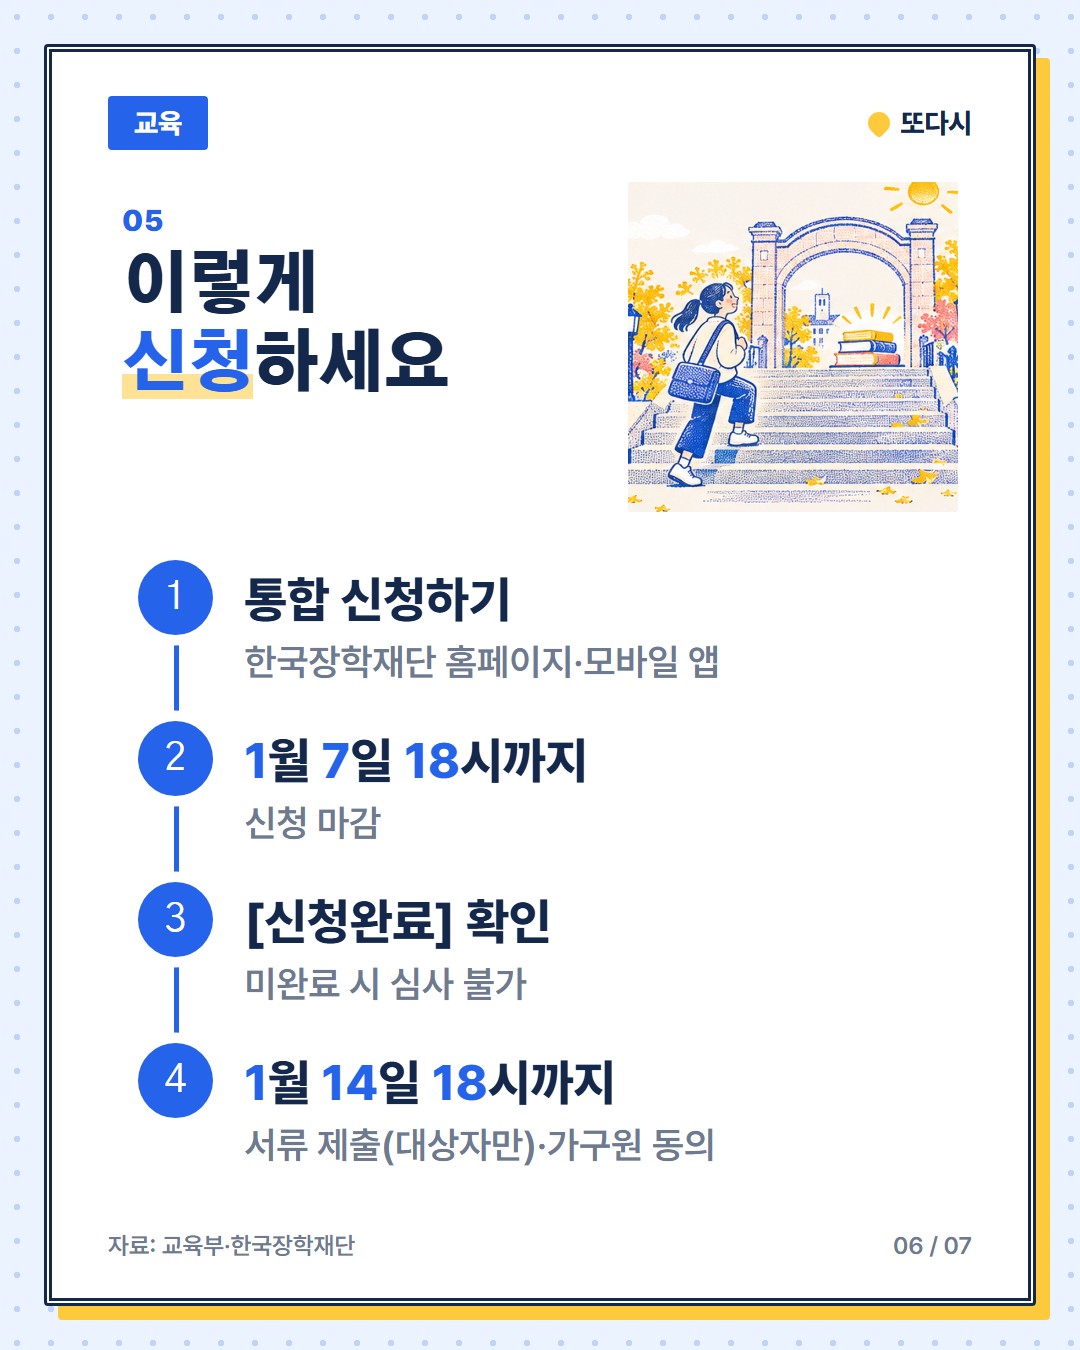 교육
또다시
05
이렇게
신청하세요
1
통합 신청하기
한국장학재단 홈페이지·모바일 앱
2
1월 7일 18시까지
신청 마감
3
[신청완료] 확인
미완료 시 심사 불가
4
1월 14일 18시까지
서류 제출(대상자만)·가구원 동의
자료: 교육부·한국장학재단
06 / 07